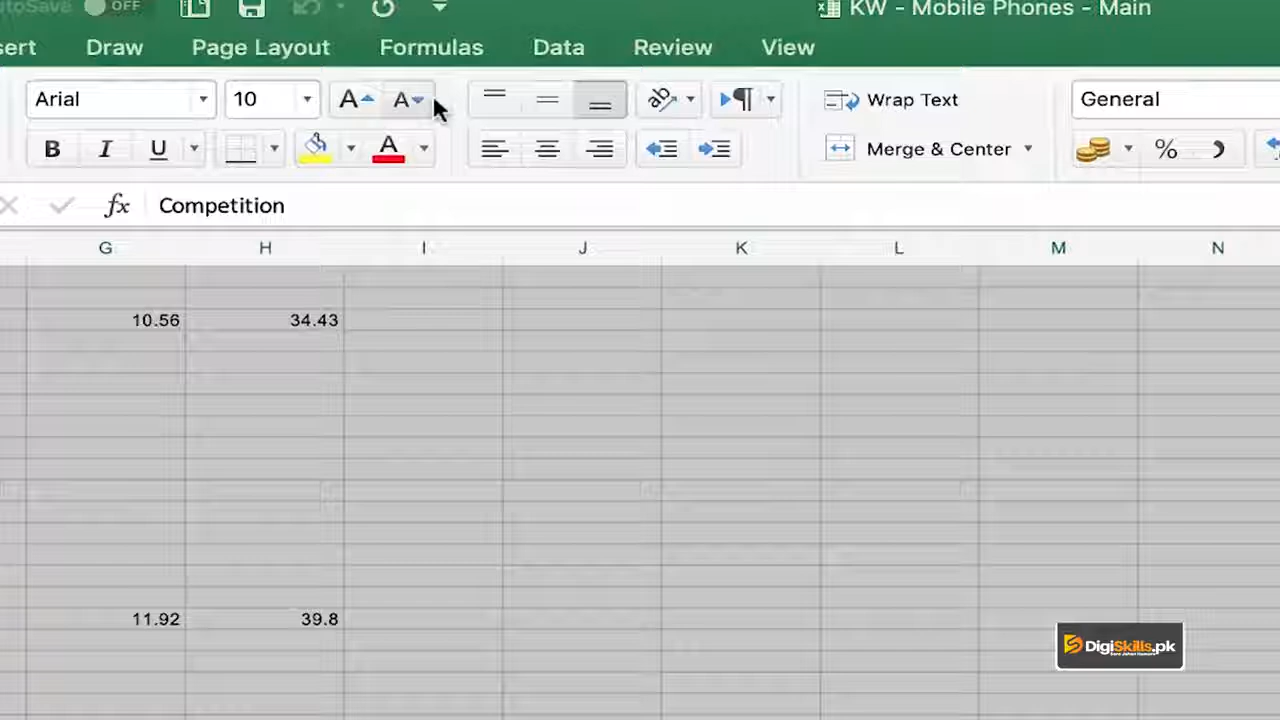 AutoSave OFF KW - Mobile Phones - Main
sert Draw Page Layout Formulas Data Review View
Arial 10 A A Wrap Text General
B I U A Merge & Center %
fx Competition
G H I J K L M N
10.56 34.43
11.92 39.8
DigiSkills.pk